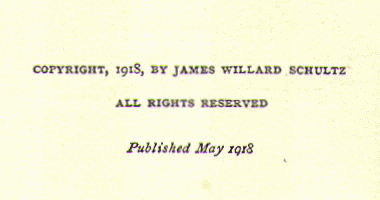 COPYRIGHT, 1918, BY JAMES WILLARD SCHULTZ
ALL RIGHTS RESERVED
Published May 1918